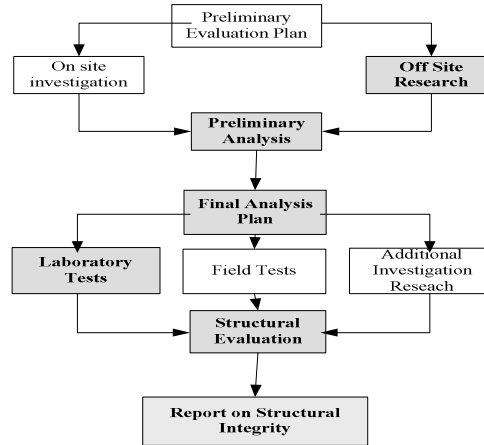 Preliminary
Evaluation Plan
On site
investigation
Off Site
Research
Preliminary
Analysis
Final Analysis
Plan
Laboratory
Tests
Field Tests
Additional
Investigation
Reseach
Structural
Evaluation
Report on Structural
Integrity